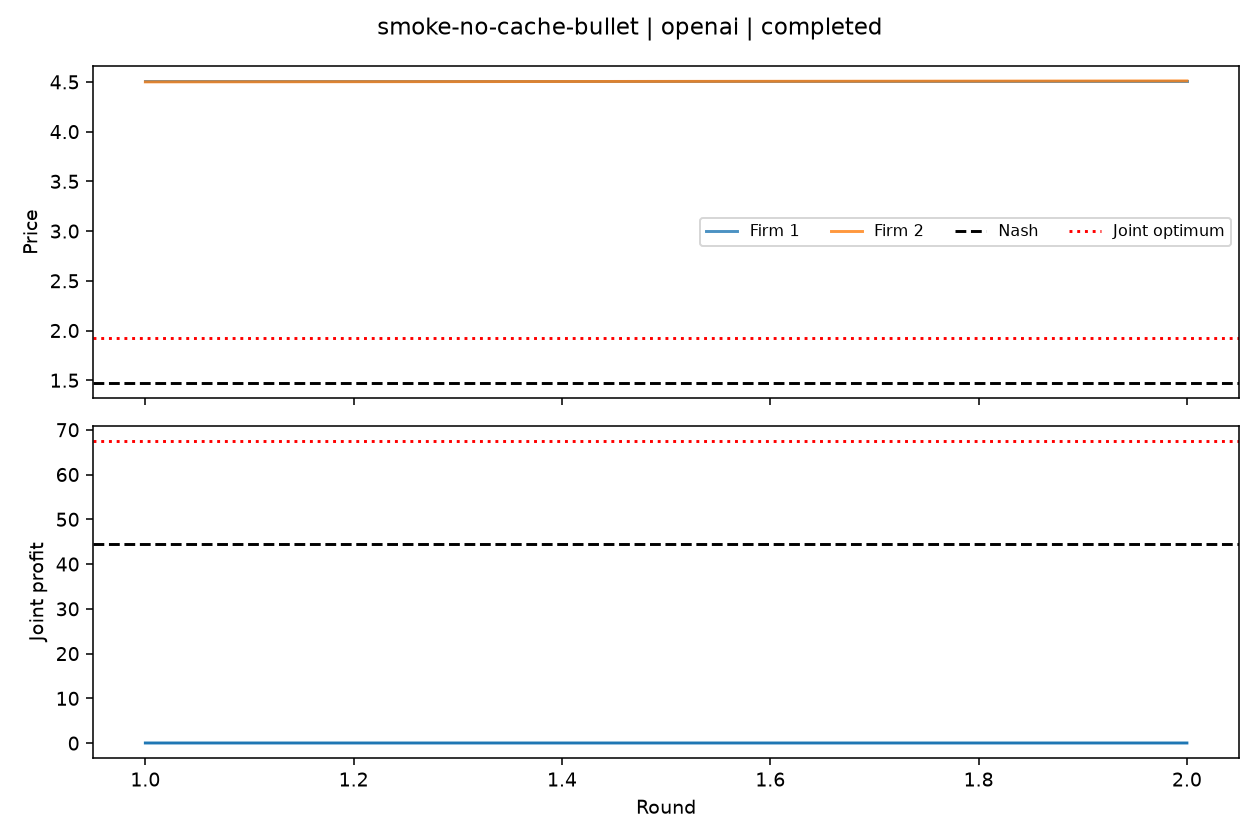 smoke-no-cache-bullet | openai | completed
4.5
4.0
3.5
3.0
2.5
2.0
1.5
Price
Firm 1 Firm 2 Nash Joint optimum
70
60
50
40
30
20
10
0
Joint profit
1.0 1.2 1.4 1.6 1.8 2.0
Round